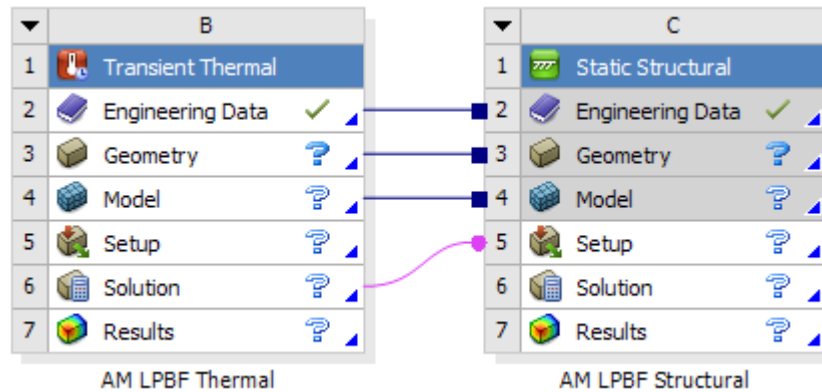 B
1 Transient Thermal
2 Engineering Data
3 Geometry
4 Model
5 Setup
6 Solution
7 Results
AM LPBF Thermal
C
1 Static Structural
2 Engineering Data
3 Geometry
4 Model
5 Setup
6 Solution
7 Results
AM LPBF Structural